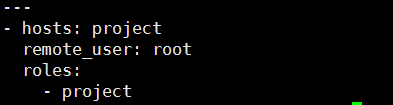 ---
- hosts: project
  remote_user: root
  roles:
    - project